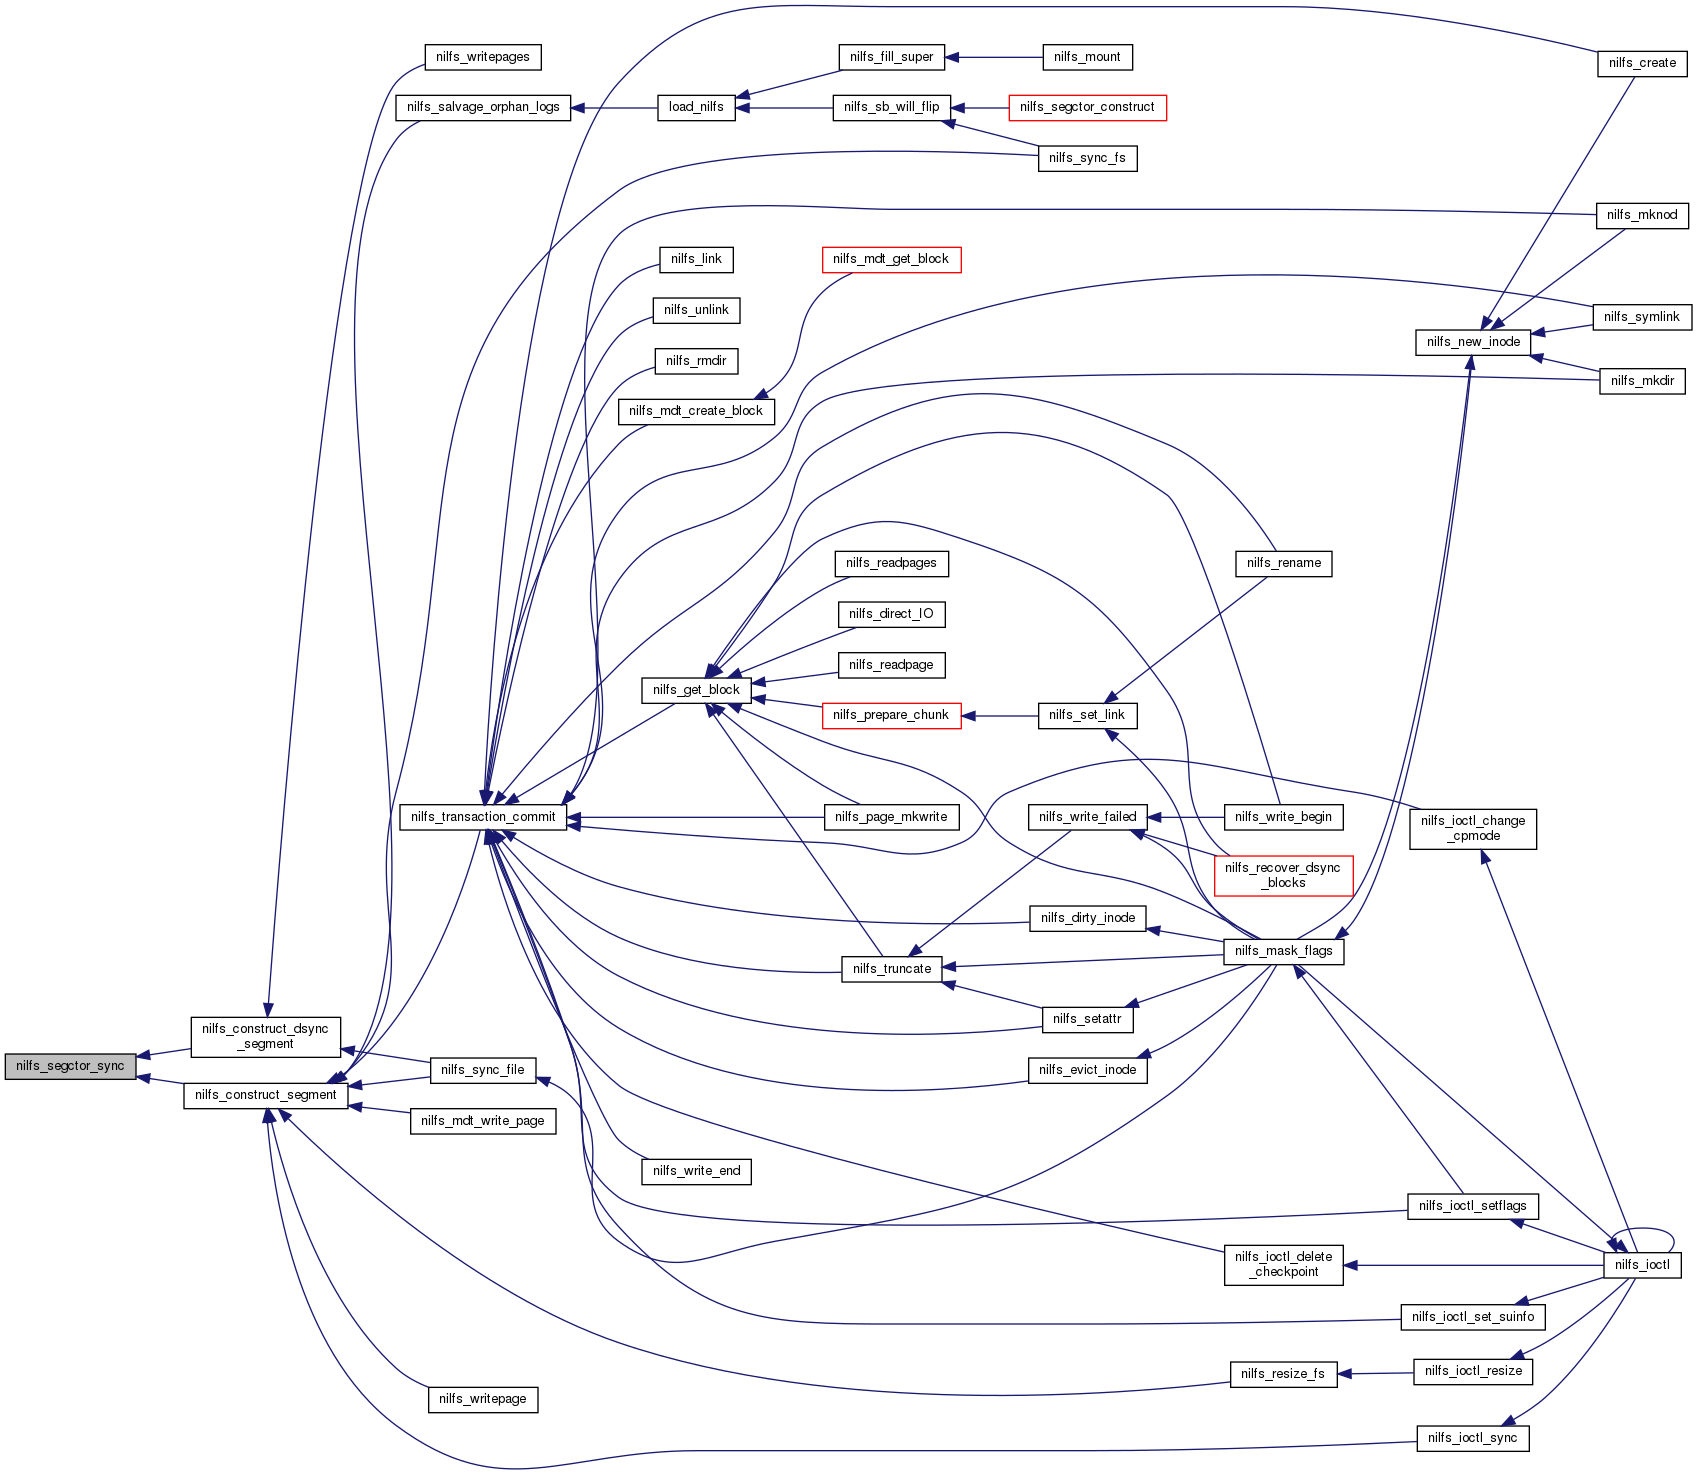 nilfs_writepages
nilfs_fill_super
nilfs_mount
nilfs_create
nilfs_salvage_orphan_logs
load_nilfs
nilfs_sb_will_flip
nilfs_segctor_construct
nilfs_sync_fs
nilfs_mknod
nilfs_link
nilfs_mdt_get_block
nilfs_unlink
nilfs_symlink
nilfs_new_inode
nilfs_rmdir
nilfs_mkdir
nilfs_mdt_create_block
nilfs_readpages
nilfs_rename
nilfs_direct_IO
nilfs_readpage
nilfs_get_block
nilfs_prepare_chunk
nilfs_set_link
nilfs_transaction_commit
nilfs_page_mkwrite
nilfs_write_failed
nilfs_write_begin
nilfs_ioctl_change
_cpmode
nilfs_recover_dsync
_blocks
nilfs_dirty_inode
nilfs_mask_flags
nilfs_truncate
nilfs_setattr
nilfs_construct_dsync
_segment
nilfs_segctor_sync
nilfs_sync_file
nilfs_evict_inode
nilfs_construct_segment
nilfs_mdt_write_page
nilfs_write_end
nilfs_ioctl_setflags
nilfs_ioctl_delete
_checkpoint
nilfs_ioctl
nilfs_ioctl_set_suinfo
nilfs_resize_fs
nilfs_ioctl_resize
nilfs_writepage
nilfs_ioctl_sync